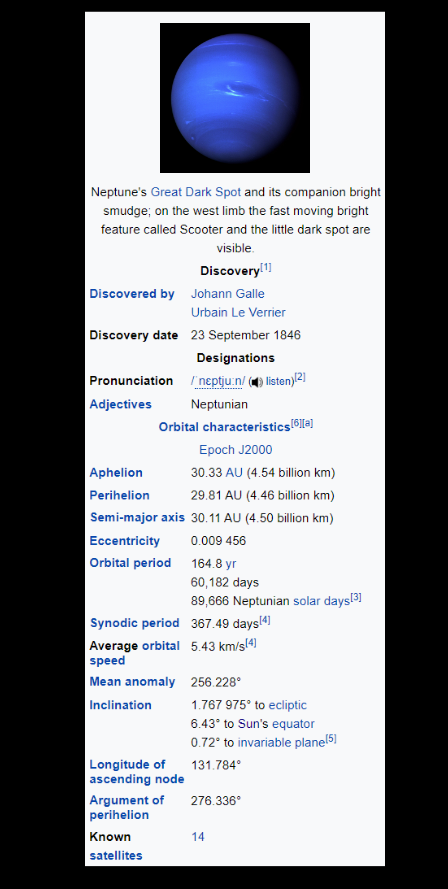 Neptune's Great Dark Spot and its companion bright
smudge; on the west limb the fast moving bright
feature called Scooter and the little dark spot are
visible.
Discovery[1]
Discovered by Johann Galle
Urbain Le Verrier
Discovery date 23 September 1846
Designations
Pronunciation /ˈnɛptjuːn/ (listen)[2]
Adjectives Neptunian
Orbital characteristics[6][a]
Epoch J2000
Aphelion 30.33 AU (4.54 billion km)
Perihelion 29.81 AU (4.46 billion km)
Semi-major axis 30.11 AU (4.50 billion km)
Eccentricity 0.009 456
Orbital period 164.8 yr
60,182 days
89,666 Neptunian solar days[3]
Synodic period 367.49 days[4]
Average orbital speed 5.43 km/s[4]
Mean anomaly 256.228°
Inclination 1.767 975° to ecliptic
6.43° to Sun's equator
0.72° to invariable plane[5]
Longitude of ascending node 131.784°
Argument of perihelion 276.336°
Known satellites 14